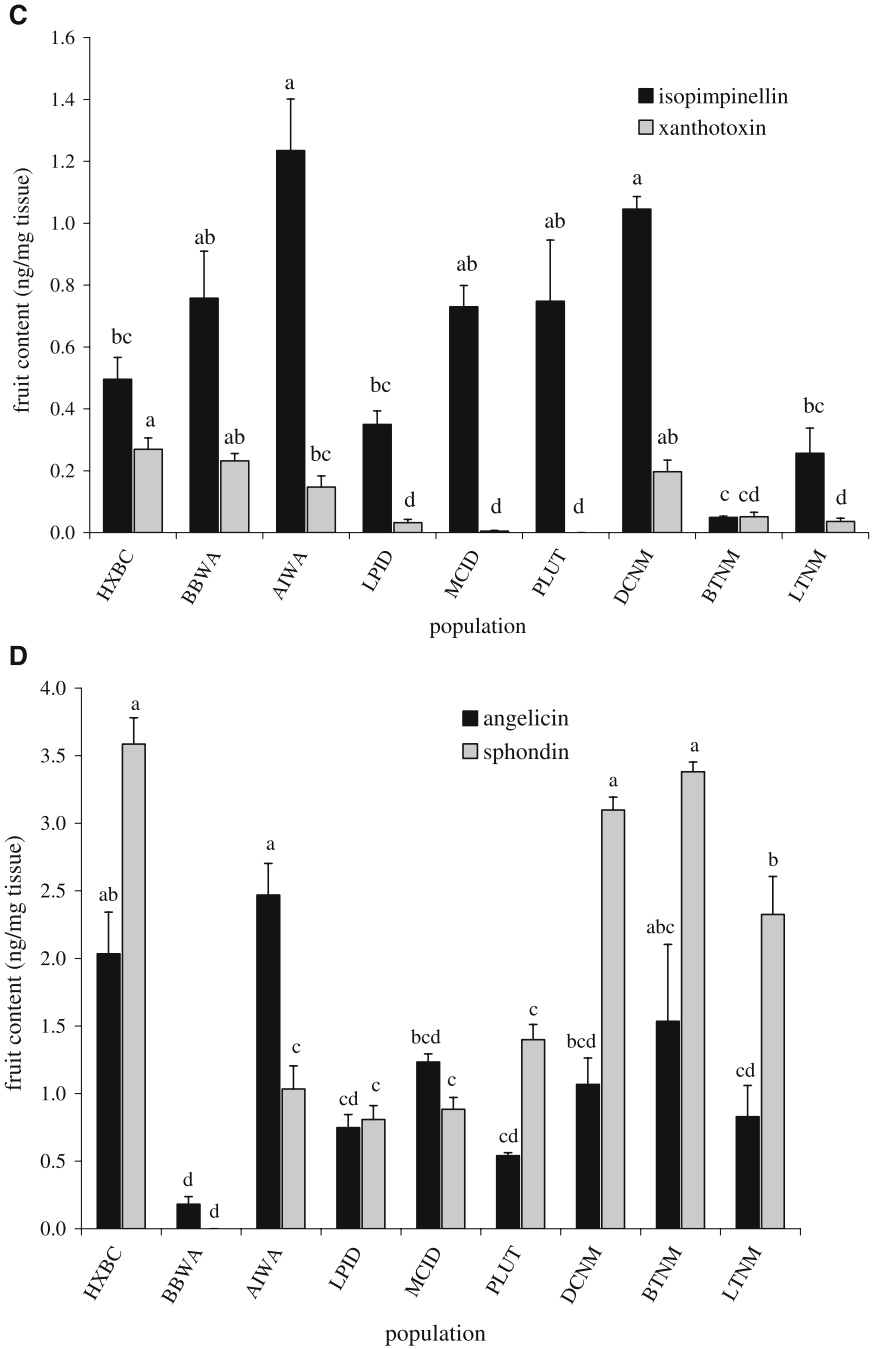 C
1.6
1.4
1.2
1.0
0.8
0.6
0.4
0.2
0.0
fruit content (ng/mg tissue)
isopimpinellin
xanthotoxin
bc a
ab ab
a bc
bc d
ab d
ab d
a ab
c cd
bc d
HXBC BBWA AIWA LPID MCID PLUT DCNM BTNM LTNM
population
D
4.0
3.5
3.0
2.5
2.0
1.5
1.0
0.5
0.0
fruit content (ng/mg tissue)
angelicin
sphondin
ab a
d d
a c
cd c
bcd c
cd c
bcd a
abc a
cd b
HXBC BBWA AIWA LPID MCID PLUT DCNM BTNM LTNM
population